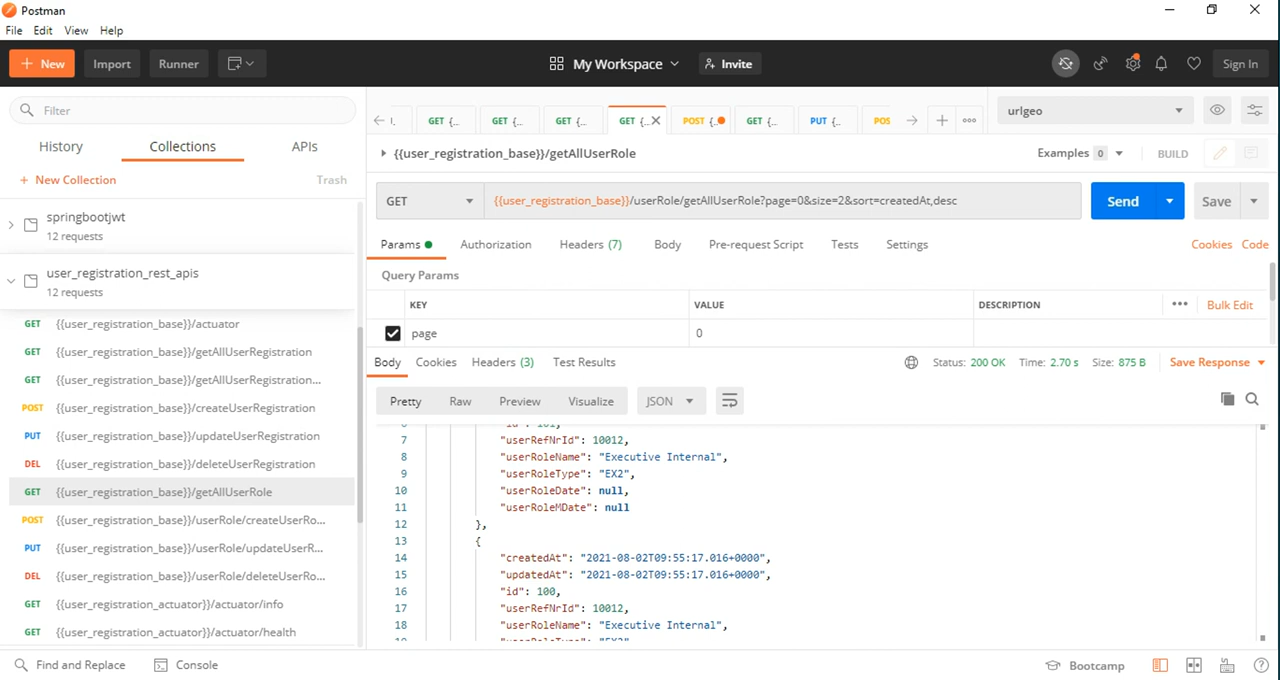 Postman
File Edit View Help
+ New Import Runner My Workspace Invite Sign In
Filter
GET {... GET {... GET {... GET {.. POST {.. GET {... PUT {... POS urlgeo
History Collections APIs
{{user_registration_base}}/getAllUserRole Examples 0 BUILD
+ New Collection Trash
springbootjwt
12 requests
GET {{user_registration_base}}/userRole/getAllUserRole?page=0&size=2&sort=createdAt,desc Send Save
Params Authorization Headers (7) Body Pre-request Script Tests Settings Cookies Code
user_registration_rest_apis
12 requests
Query Params
KEY VALUE DESCRIPTION Bulk Edit
page 0
GET {{user_registration_base}}/actuator
GET {{user_registration_base}}/getAllUserRegistration
GET {{user_registration_base}}/getAllUserRegistration...
POST {{user_registration_base}}/createUserRegistration
PUT {{user_registration_base}}/updateUserRegistration
DEL {{user_registration_base}}/deleteUserRegistration
GET {{user_registration_base}}/getAllUserRole
POST {{user_registration_base}}/userRole/createUserRo...
PUT {{user_registration_base}}/userRole/updateUserR...
DEL {{user_registration_base}}/userRole/deleteUserRo...
GET {{user_registration_actuator}}/actuator/info
GET {{user_registration_actuator}}/actuator/health
Body Cookies Headers (3) Test Results Status: 200 OK Time: 2.70 s Size: 875 B Save Response
Pretty Raw Preview Visualize JSON
7 "userRefNrId": 10012,
8 "userRoleName": "Executive Internal",
9 "userRoleType": "EX2",
10 "userRoleDate": null,
11 "userRoleMDate": null
12 },
13 {
14 "createdAt": "2021-08-02T09:55:17.016+0000",
15 "updatedAt": "2021-08-02T09:55:17.016+0000",
16 "id": 100,
17 "userRefNrId": 10012,
18 "userRoleName": "Executive Internal",
Find and Replace Console Bootcamp